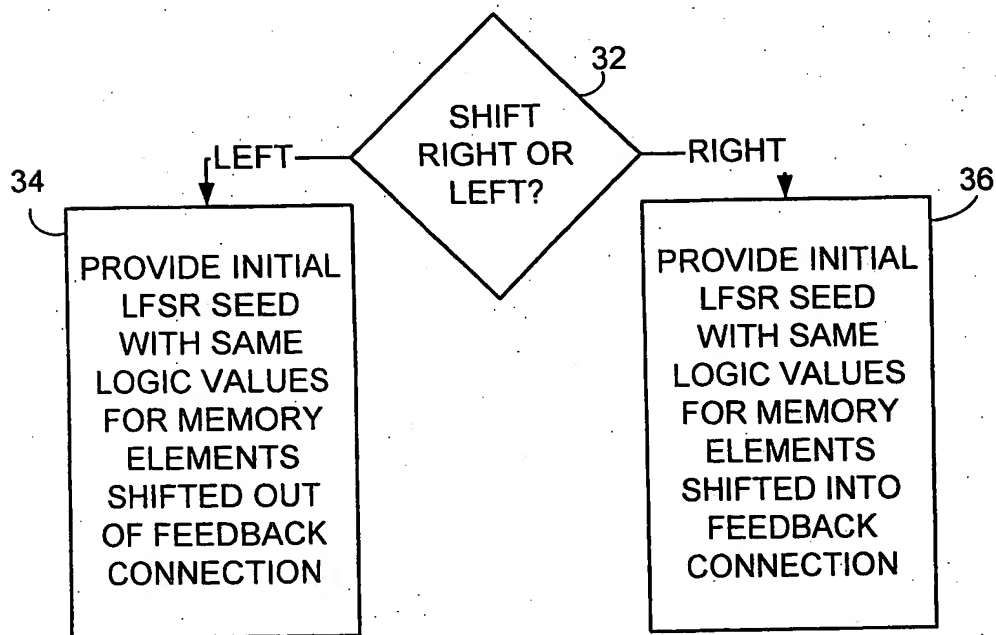 32
SHIFT
RIGHT OR
LEFT?
LEFT
RIGHT
34
PROVIDE INITIAL
LFSR SEED
WITH SAME
LOGIC VALUES
FOR MEMORY
ELEMENTS
SHIFTED OUT
OF FEEDBACK
CONNECTION
36
PROVIDE INITIAL
LFSR SEED
WITH SAME
LOGIC VALUES
FOR MEMORY
ELEMENTS
SHIFTED INTO
FEEDBACK
CONNECTION